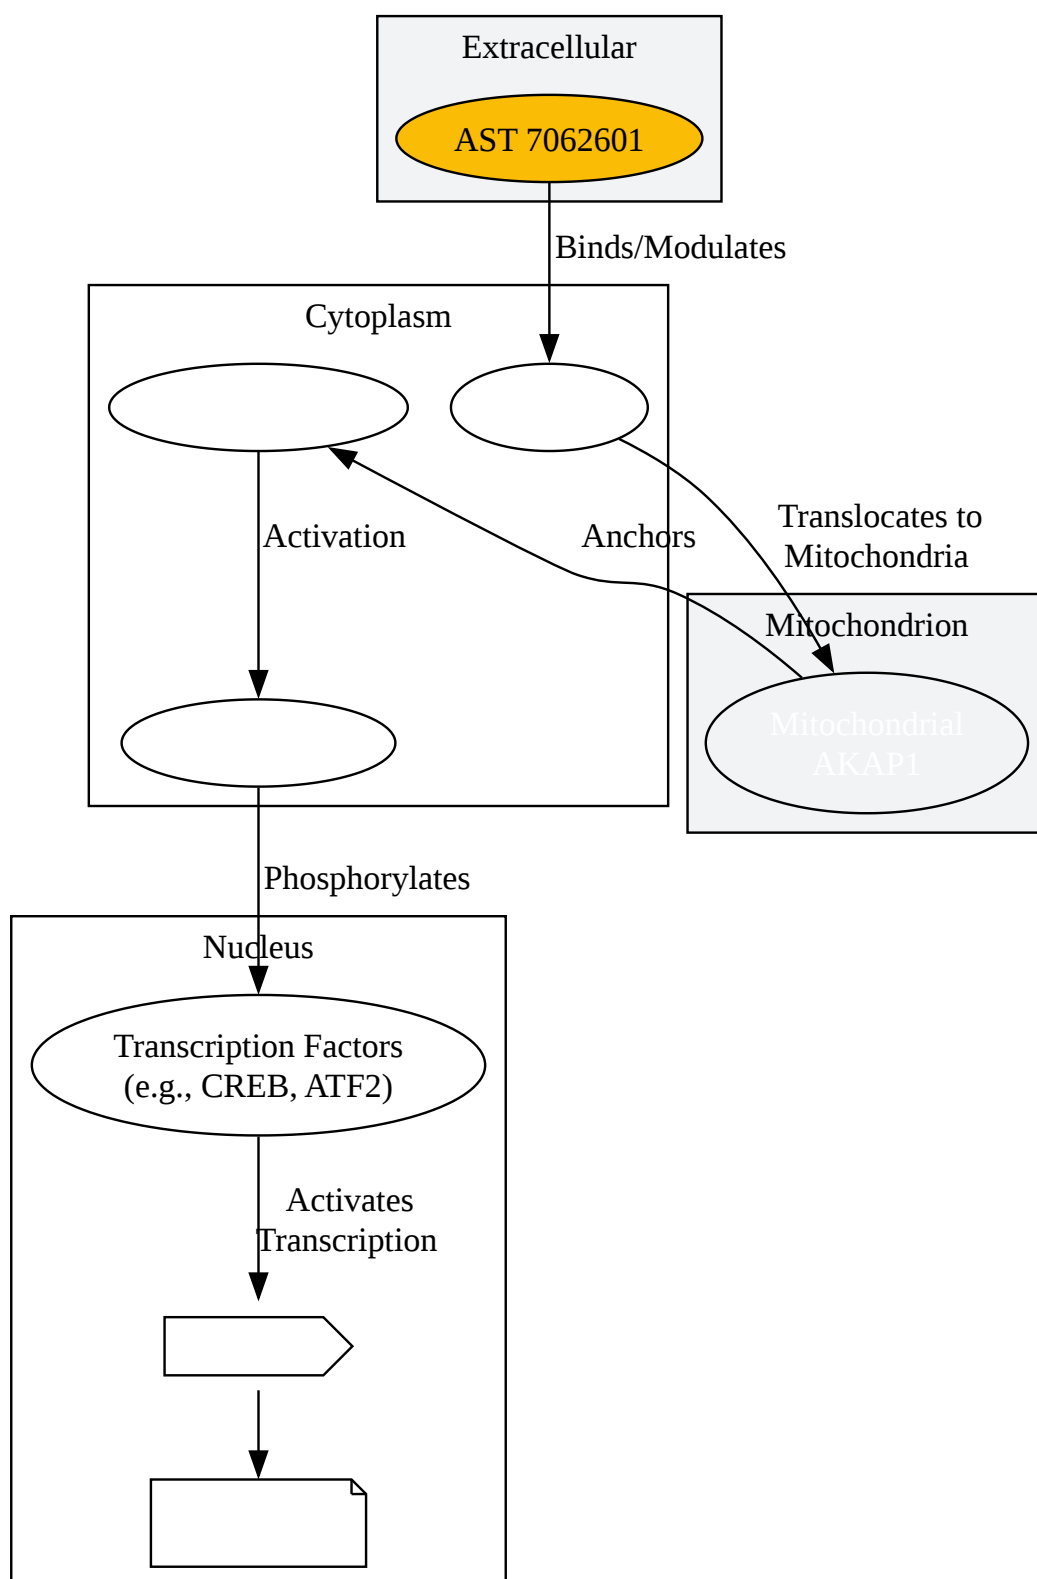 Extracellular
AST 7062601
Binds/Modulates
Cytoplasm
Activation
Anchors
Translocates to
Mitochondria
Mitochondrion
Mitochondrial
AKAP1
Phosphorylates
Nucleus
Transcription Factors
(e.g., CREB, ATF2)
Activates
Transcription